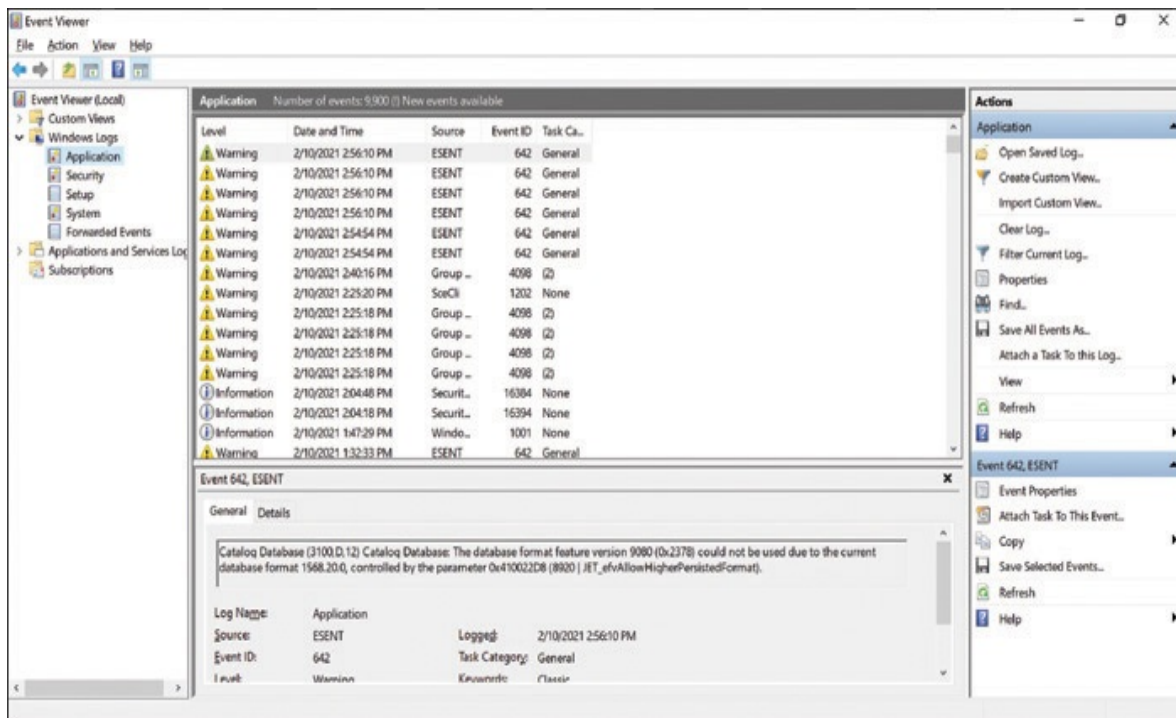 Event Viewer
File Action View Help
Event Viewer (Local)
Custom Views
Windows Logs
Application
Security
Setup
System
Forwarded Events
Applications and Services Log
Subscriptions
Application Number of events: 9,900 (!) New events available
Level Date and Time Source Event ID Task Ca...
Warning 2/10/2021 2:56:10 PM ESENT 642 General
Warning 2/10/2021 2:56:10 PM ESENT 642 General
Warning 2/10/2021 2:56:10 PM ESENT 642 General
Warning 2/10/2021 2:56:10 PM ESENT 642 General
Warning 2/10/2021 2:54:54 PM ESENT 642 General
Warning 2/10/2021 2:54:54 PM ESENT 642 General
Warning 2/10/2021 2:40:16 PM Group ... 4098 (2)
Warning 2/10/2021 2:25:20 PM SceCli 1202 None
Warning 2/10/2021 2:25:18 PM Group ... 4098 (2)
Warning 2/10/2021 2:25:18 PM Group ... 4098 (2)
Warning 2/10/2021 2:25:18 PM Group ... 4098 (2)
Warning 2/10/2021 2:25:18 PM Group ... 4098 (2)
Information 2/10/2021 2:04:48 PM Securit... 16384 None
Information 2/10/2021 2:04:18 PM Securit... 16394 None
Information 2/10/2021 1:47:29 PM Windo... 1001 None
Warning 2/10/2021 1:32:33 PM ESENT 642 General
Event 642, ESENT
General Details
Catalog Database (3100,D,12) Catalog Database: The database format feature version 9080 (0x2378) could not be used due to the current
database format 1568.20.0, controlled by the parameter 0x410022D8 (8920 | JET_efvAllowHigherPersistedFormat).
Log Name: Application
Source: ESENT Logged: 2/10/2021 2:56:10 PM
Event ID: 642 Task Category: General
Level: Warning Keywords: Classic
Actions
Application
Open Saved Log...
Create Custom View...
Import Custom View...
Clear Log...
Filter Current Log...
Properties
Find...
Save All Events As...
Attach a Task To this Log...
View
Refresh
Help
Event 642, ESENT
Event Properties
Attach Task To This Event...
Copy
Save Selected Events...
Refresh
Help